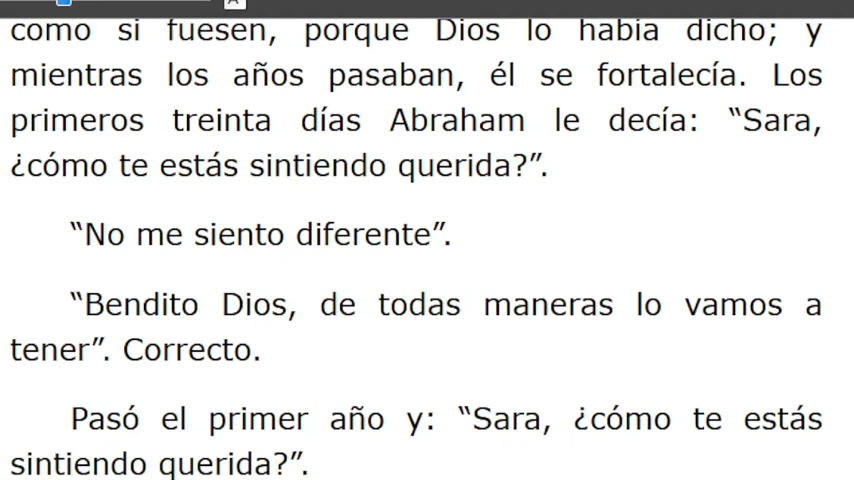 como si fuesen, porque Dios lo había dicho; y
mientras los años pasaban, él se fortalecía. Los
primeros treinta días Abraham le decía: “Sara,
¿cómo te estás sintiendo querida?”.
“No me siento diferente”.
“Bendito Dios, de todas maneras lo vamos a
tener”. Correcto.
Pasó el primer año y: “Sara, ¿cómo te estás
sintiendo querida?”.